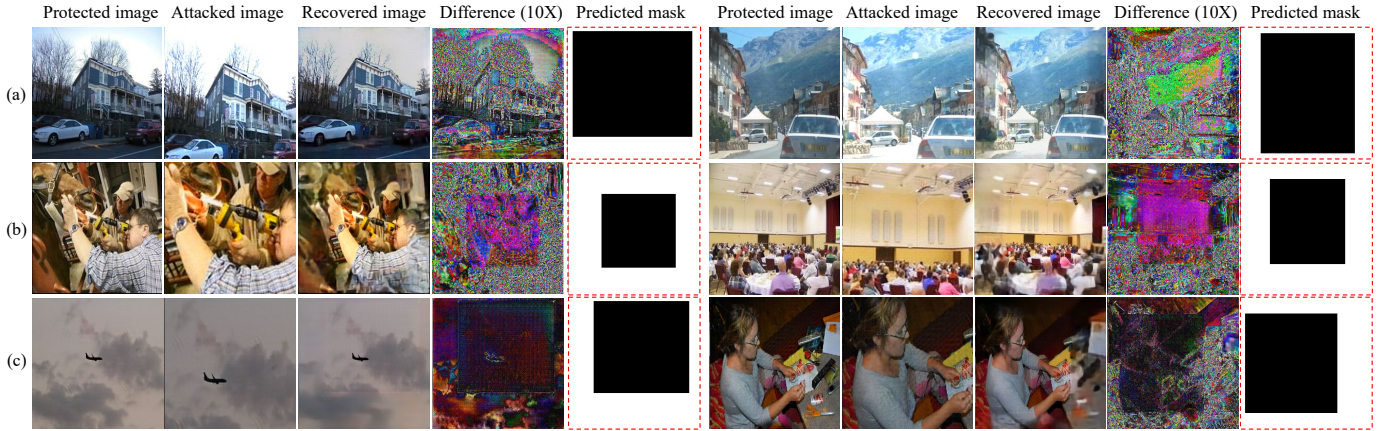 Protected image Attacked image Recovered image Difference (10X) Predicted mask Protected image Attacked image Recovered image Difference (10X) Predicted mask
(a)
(b)
(c)